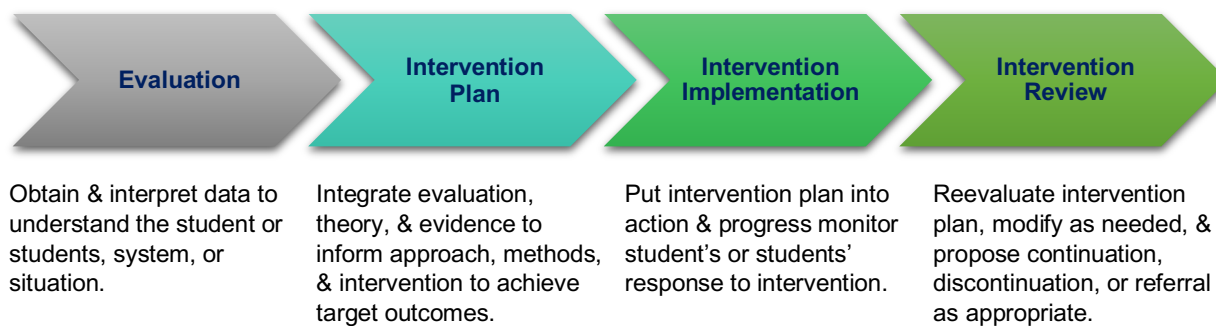 Evaluation
Intervention
Plan
Intervention
Implementation
Intervention
Review
Obtain & interpret data to
understand the student or
students, system, or
situation.
Integrate evaluation,
theory, & evidence to
inform approach, methods,
& intervention to achieve
target outcomes.
Put intervention plan into
action & progress monitor
student’s or students’
response to intervention.
Reevaluate intervention
plan, modify as needed, &
propose continuation,
discontinuation, or referral
as appropriate.